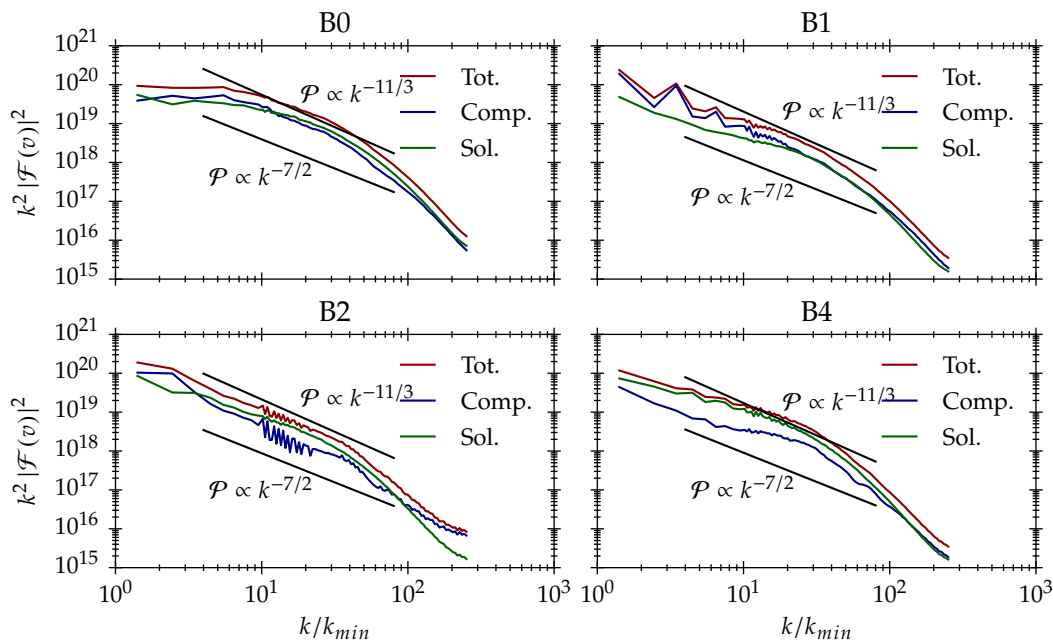 B0
B1
10^21
10^20
10^19
10^18
10^17
10^16
10^15
k^2 |ℱ(v)|^2
𝒫 ∝ k^{-11/3}
𝒫 ∝ k^{-7/2}
Tot.
Comp.
Sol.
𝒫 ∝ k^{-11/3}
𝒫 ∝ k^{-7/2}
Tot.
Comp.
Sol.
B2
B4
10^21
10^20
10^19
10^18
10^17
10^16
10^15
k^2 |ℱ(v)|^2
𝒫 ∝ k^{-11/3}
𝒫 ∝ k^{-7/2}
Tot.
Comp.
Sol.
𝒫 ∝ k^{-11/3}
𝒫 ∝ k^{-7/2}
Tot.
Comp.
Sol.
10^0 10^1 10^2 10^3
10^0 10^1 10^2 10^3
k/k_{min}
k/k_{min}